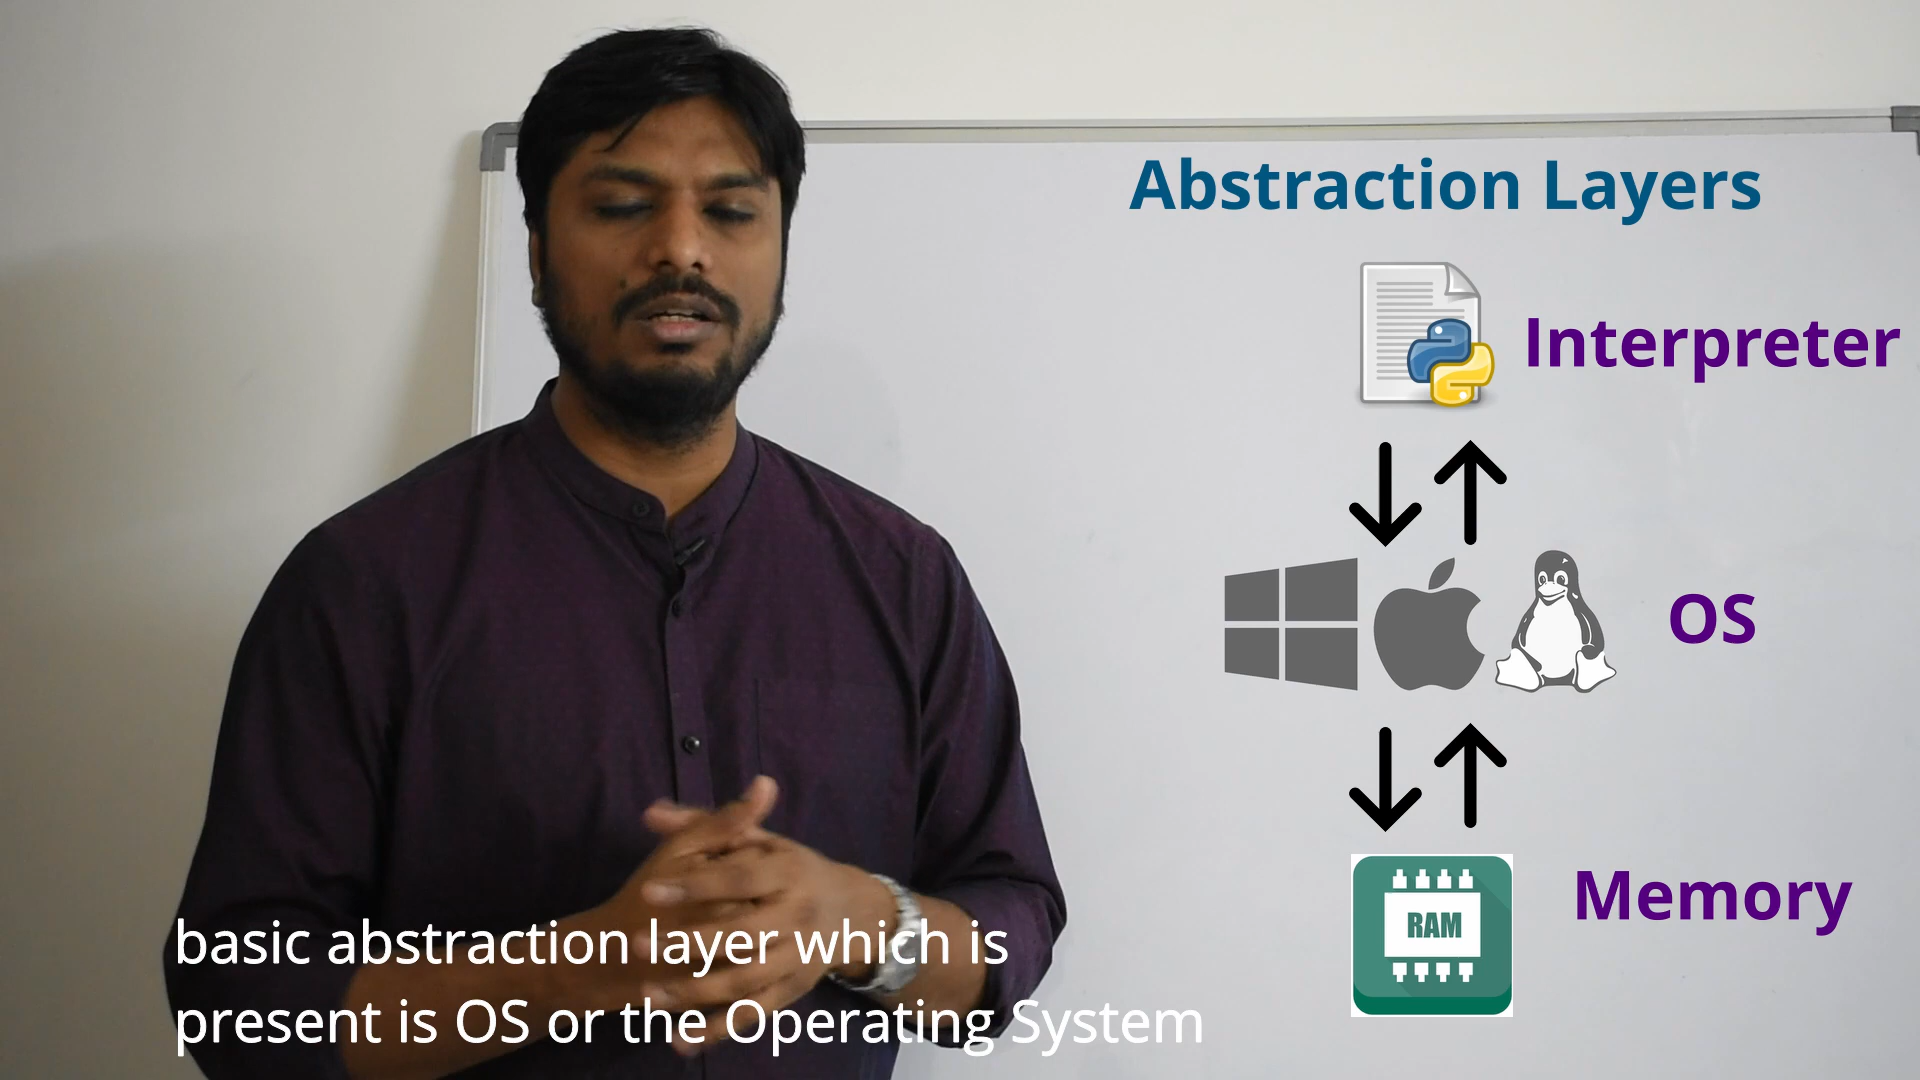 Abstraction Layers
Interpreter
OS
Memory
RAM
basic abstraction layer which is
present is OS or the Operating System